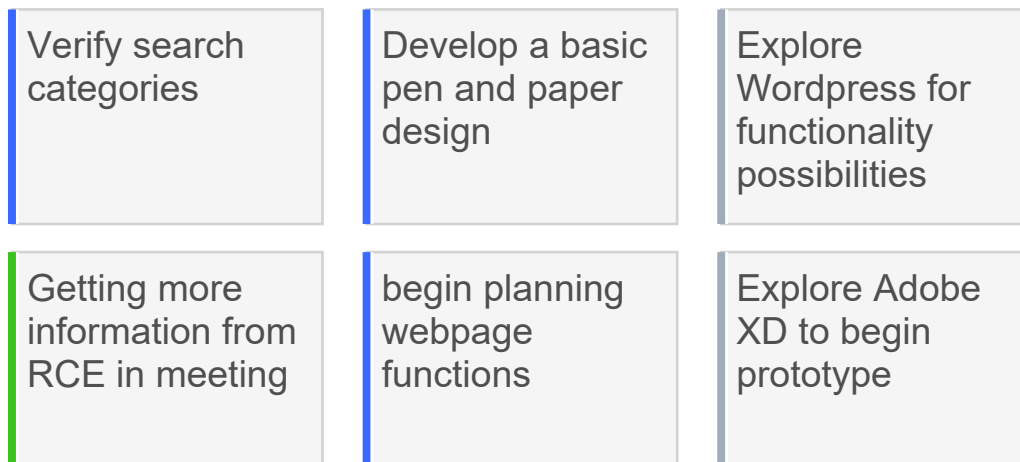 Verify search
categories
Develop a basic
pen and paper
design
Explore
Wordpress for
functionality
possibilities
Getting more
information from
RCE in meeting
begin planning
webpage
functions
Explore Adobe
XD to begin
prototype